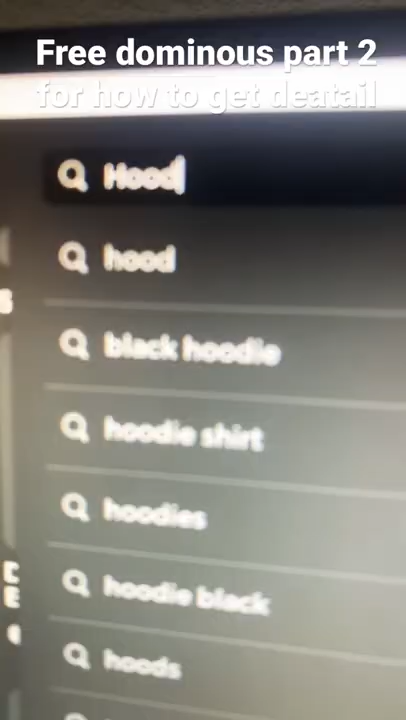 Free dominous part 2
for how to get deatail
Hood
hood
black hoodie
hoodie shirt
hoodies
hoodie black
hoods
S
D
E